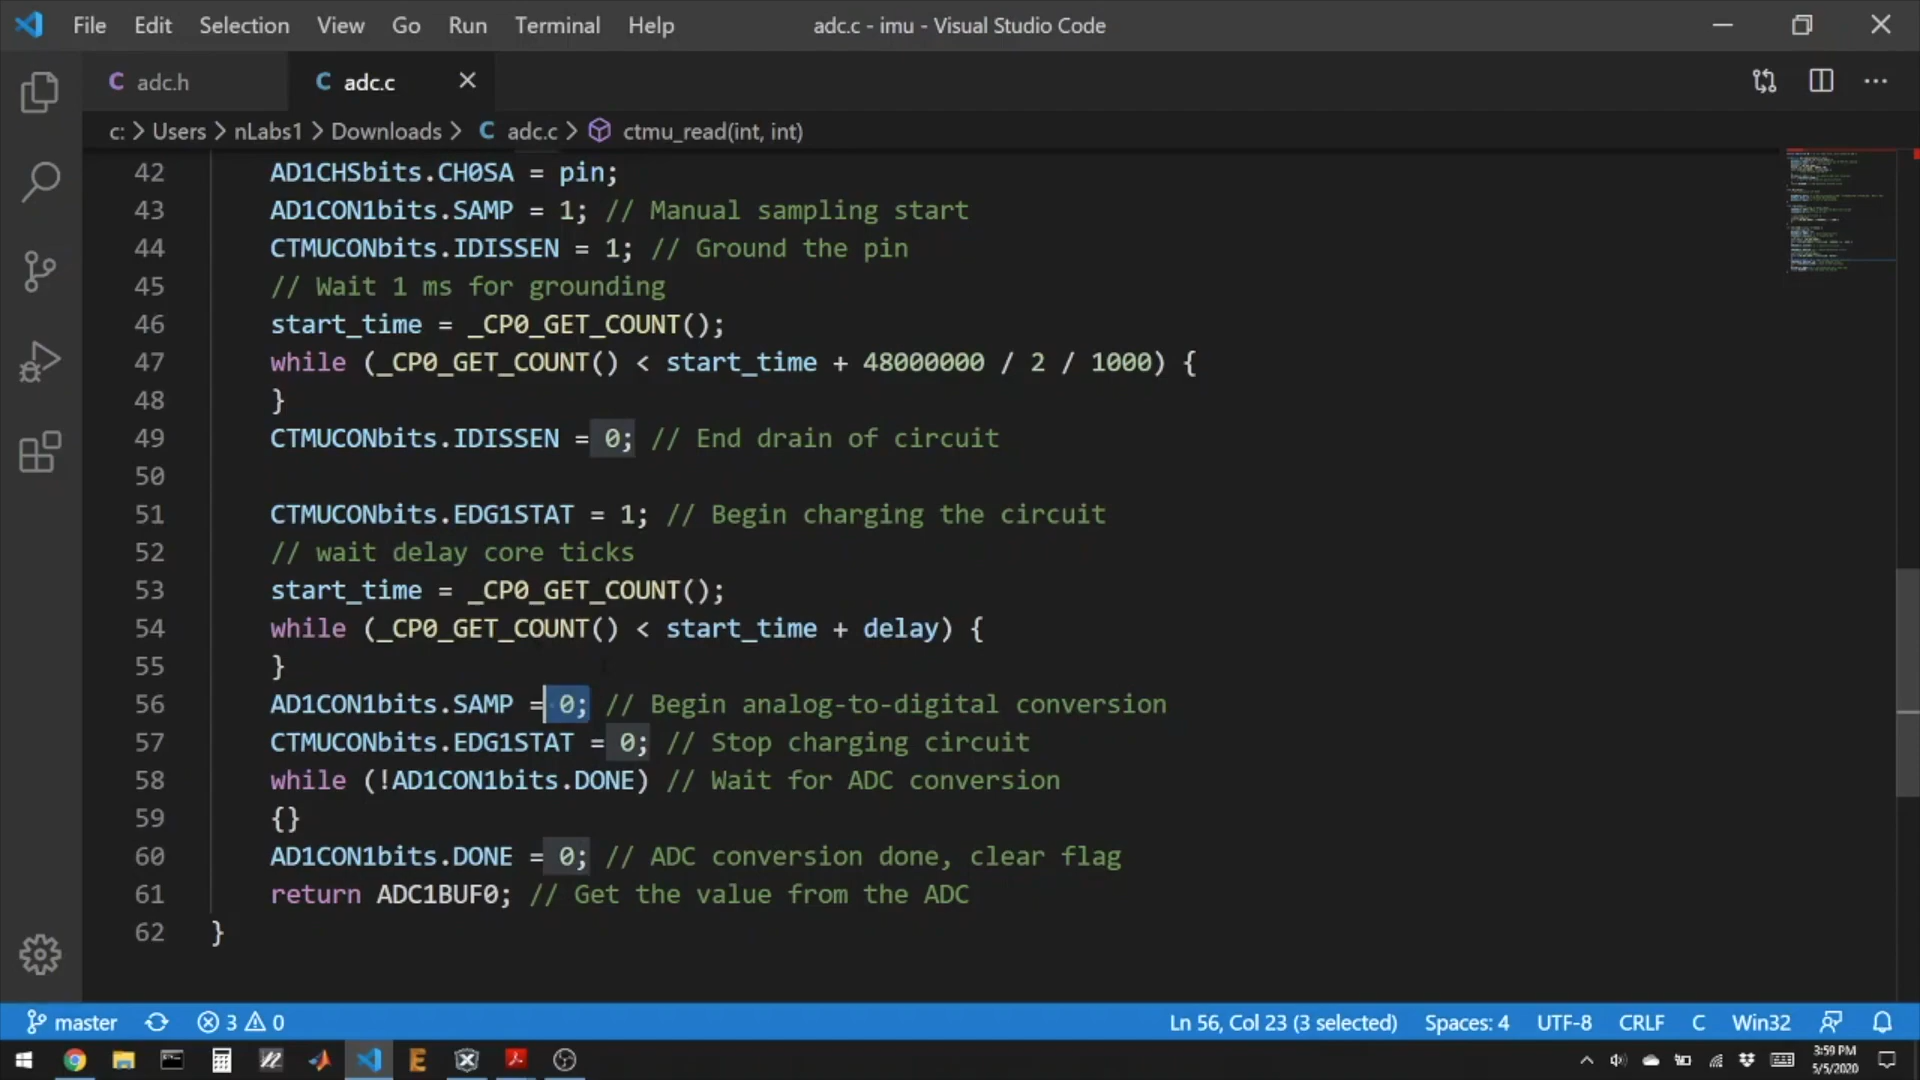 File Edit Selection View Go Run Terminal Help adc.c - imu - Visual Studio Code
C adc.h C adc.c
c: > Users > nLabs1 > Downloads > C adc.c > ctmu_read(int, int)
42 AD1CHSbits.CH0SA = pin;
43 AD1CON1bits.SAMP = 1; // Manual sampling start
44 CTMUCONbits.IDISSEN = 1; // Ground the pin
45 // Wait 1 ms for grounding
46 start_time = _CP0_GET_COUNT();
47 while (_CP0_GET_COUNT() < start_time + 48000000 / 2 / 1000) {
48 }
49 CTMUCONbits.IDISSEN = 0; // End drain of circuit
50
51 CTMUCONbits.EDG1STAT = 1; // Begin charging the circuit
52 // wait delay core ticks
53 start_time = _CP0_GET_COUNT();
54 while (_CP0_GET_COUNT() < start_time + delay) {
55 }
56 AD1CON1bits.SAMP = 0; // Begin analog-to-digital conversion
57 CTMUCONbits.EDG1STAT = 0; // Stop charging circuit
58 while (!AD1CON1bits.DONE) // Wait for ADC conversion
59 {}
60 AD1CON1bits.DONE = 0; // ADC conversion done, clear flag
61 return ADC1BUF0; // Get the value from the ADC
62 }
master 3 0 Ln 56, Col 23 (3 selected) Spaces: 4 UTF-8 CRLF C Win32
3:59 PM
5/5/2020